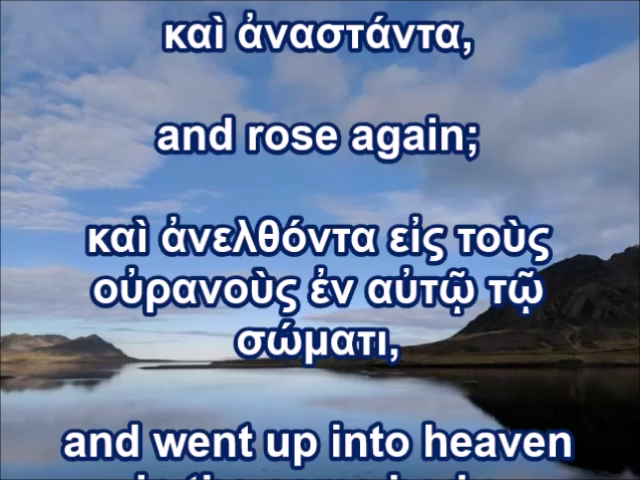 καὶ ἀναστάντα,
and rose again;
καὶ ἀνελθόντα εἰς τοὺς
οὐρανοὺς ἐν αὐτῷ τῷ
σώματι,
and went up into heaven